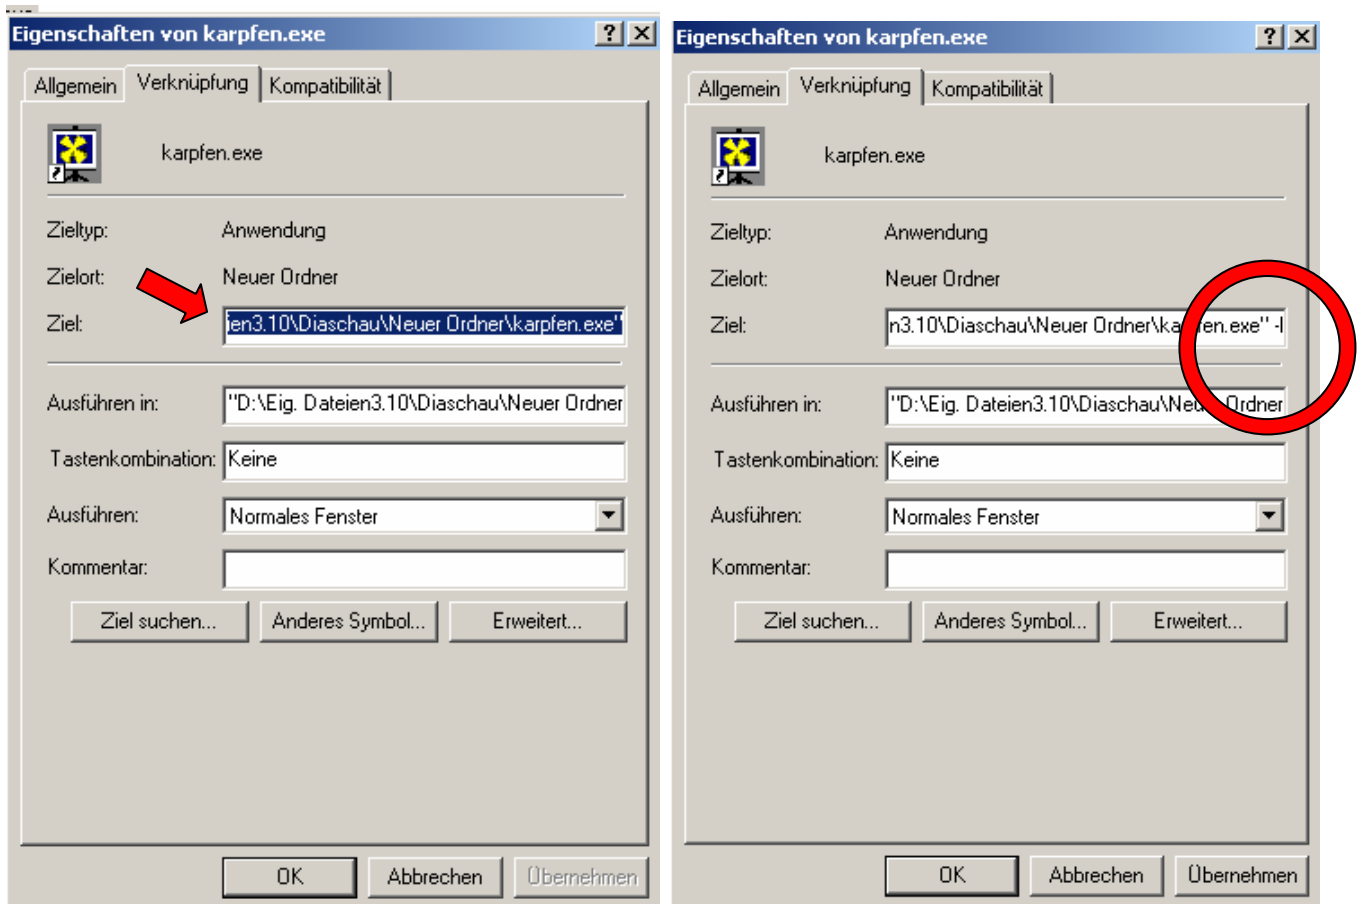 Eigenschaften von karpfen.exe
Allgemein Verknüpfung Kompatibilität
karpfen.exe
Zieltyp: Anwendung
Zielort: Neuer Ordner
Ziel: ien3.10\Diaschau\Neuer Ordner\karpfen.exe"
Ausführen in: "D:\Eig. Dateien3.10\Diaschau\Neuer Ordner
Tastenkombination: Keine
Ausführen: Normales Fenster
Kommentar:
Ziel suchen... Anderes Symbol... Erweitert...
OK Abbrechen Übernehmen
Eigenschaften von karpfen.exe
Allgemein Verknüpfung Kompatibilität
karpfen.exe
Zieltyp: Anwendung
Zielort: Neuer Ordner
Ziel: n3.10\Diaschau\Neuer Ordner\karpfen.exe" -l
Ausführen in: "D:\Eig. Dateien3.10\Diaschau\Neuer Ordner
Tastenkombination: Keine
Ausführen: Normales Fenster
Kommentar:
Ziel suchen... Anderes Symbol... Erweitert...
OK Abbrechen Übernehmen